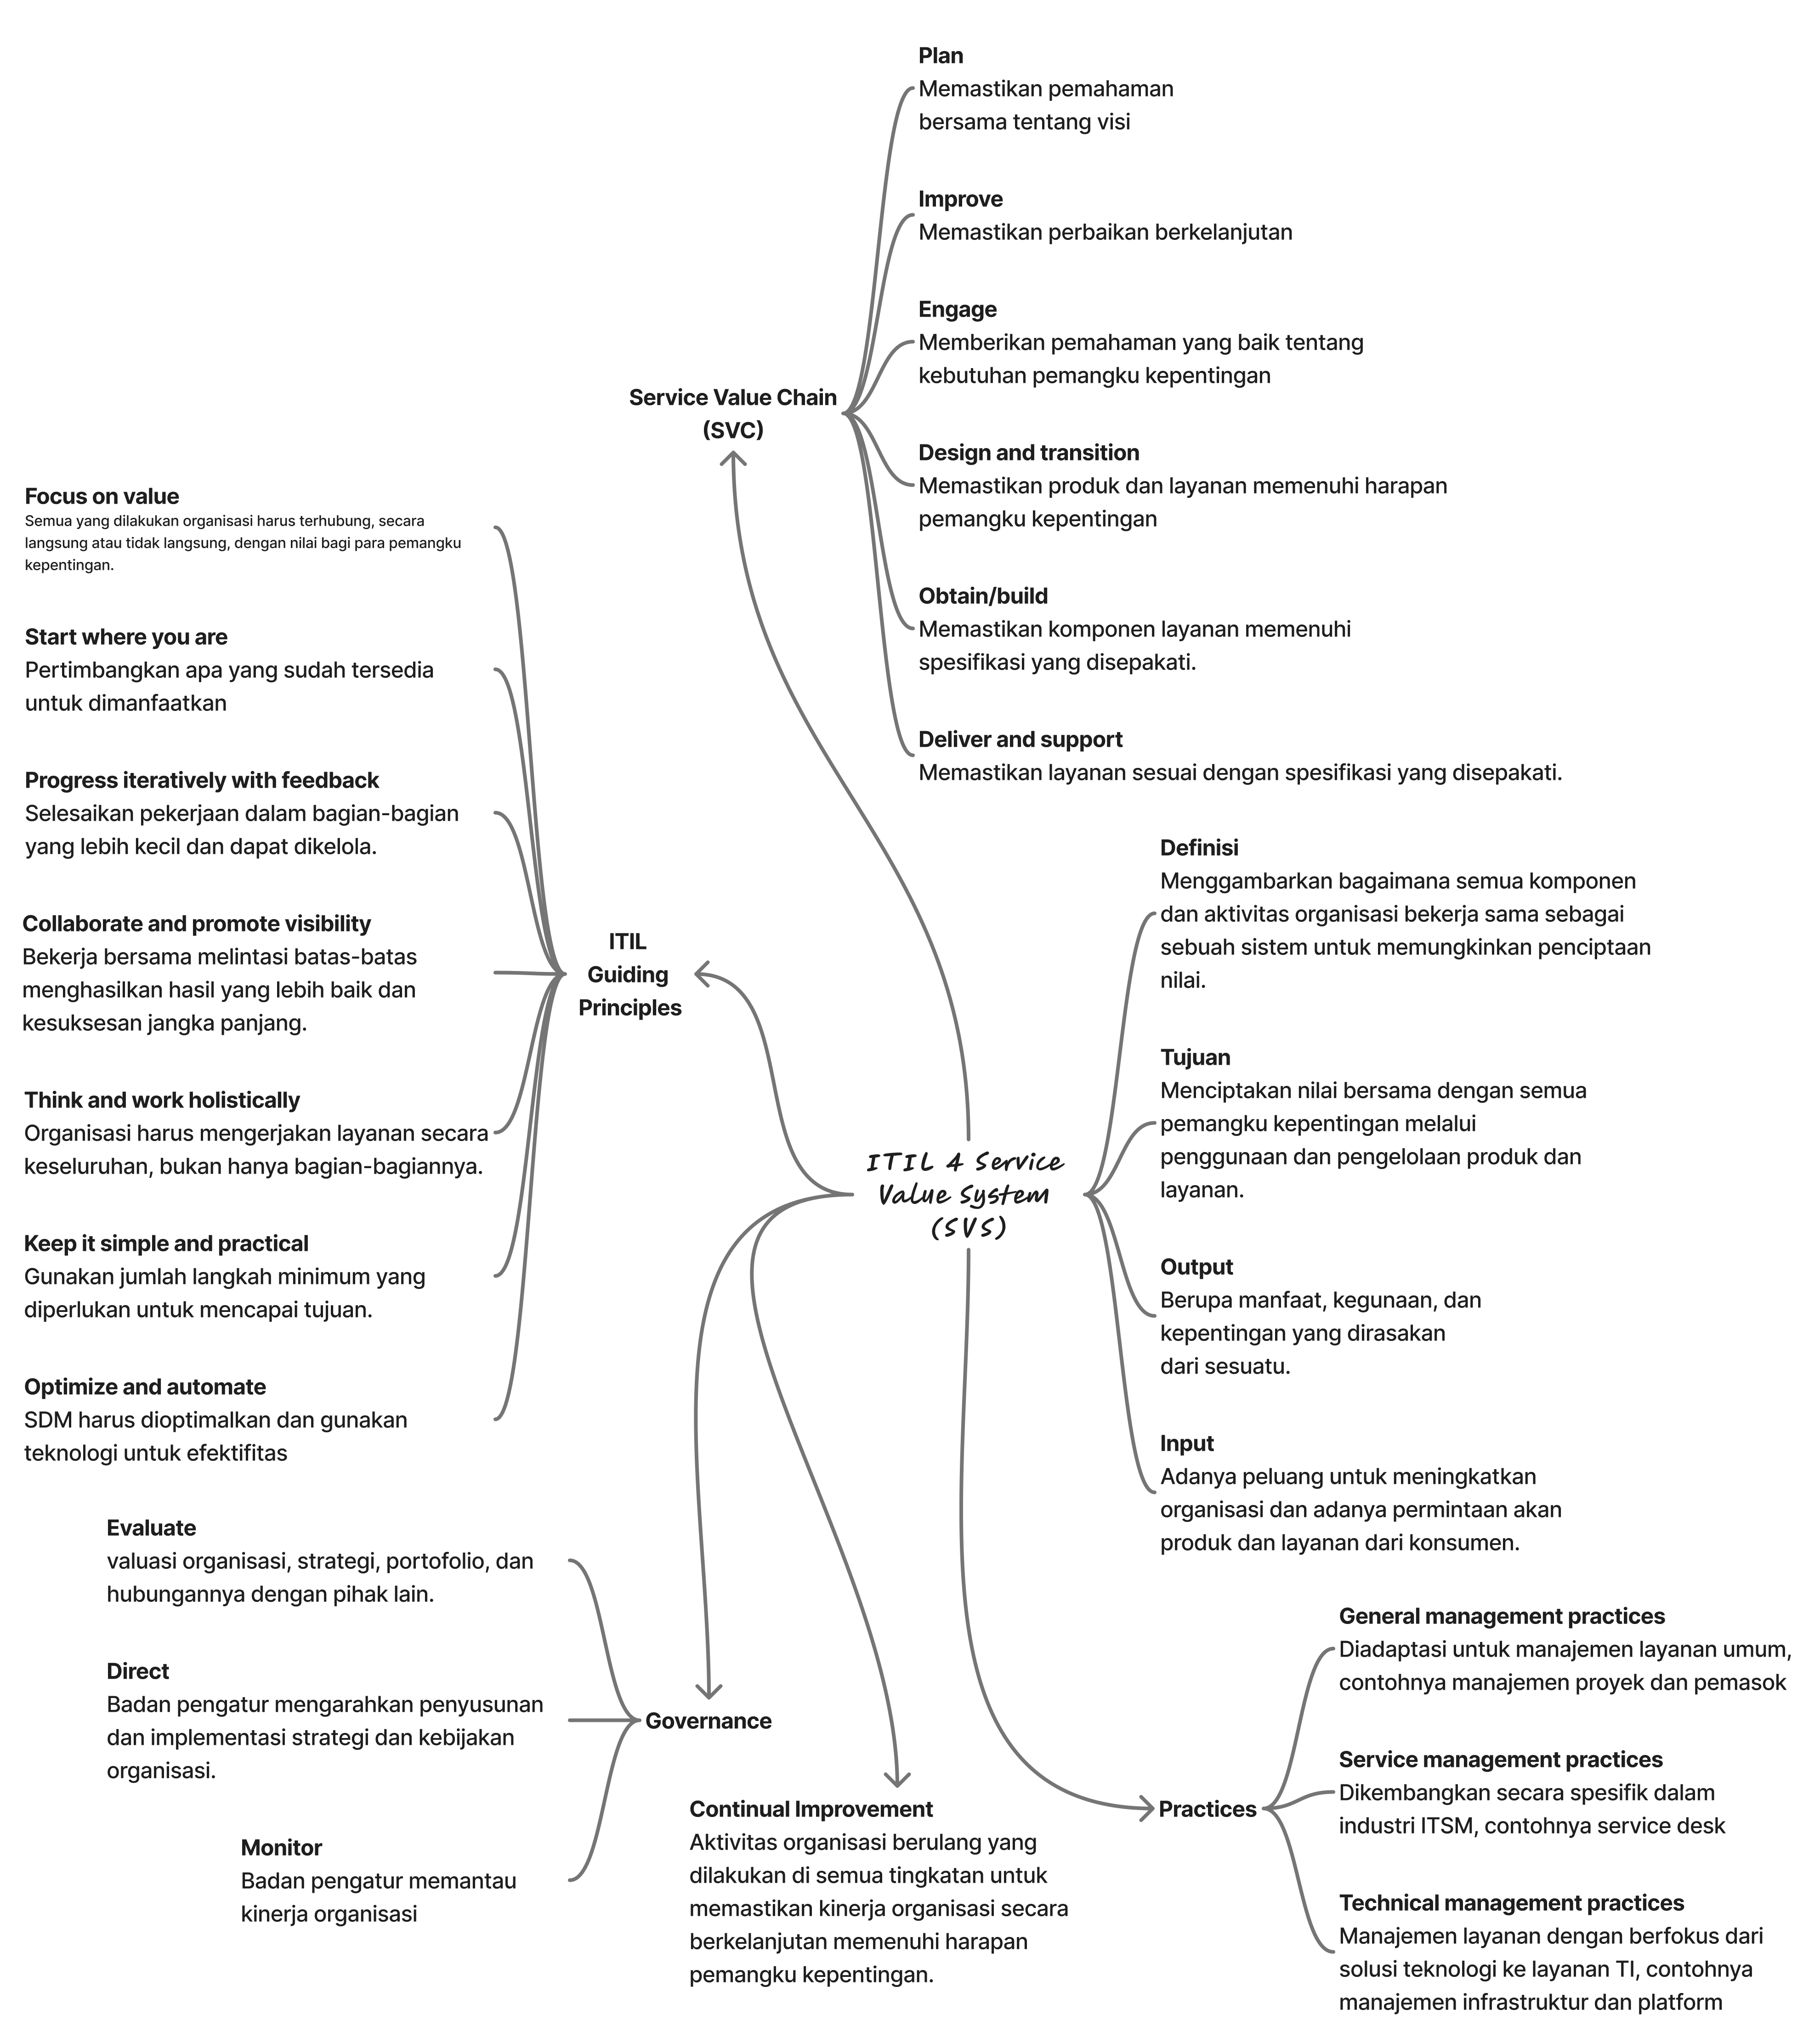 Plan
Memastikan pemahaman
bersama tentang visi
Improve
Memastikan perbaikan berkelanjutan
Engage
Memberikan pemahaman yang baik tentang
kebutuhan pemangku kepentingan
Service Value Chain
(SVC)
Design and transition
Memastikan produk dan layanan memenuhi harapan
pemangku kepentingan
Obtain/build
Memastikan komponen layanan memenuhi
spesifikasi yang disepakati.
Deliver and support
Memastikan layanan sesuai dengan spesifikasi yang disepakati.
Focus on value
Semua yang dilakukan organisasi harus terhubung, secara
langsung atau tidak langsung, dengan nilai bagi para pemangku
kepentingan.
Start where you are
Pertimbangkan apa yang sudah tersedia
untuk dimanfaatkan
Progress iteratively with feedback
Selesaikan pekerjaan dalam bagian-bagian
yang lebih kecil dan dapat dikelola.
Collaborate and promote visibility
Bekerja bersama melintasi batas-batas
menghasilkan hasil yang lebih baik dan
kesuksesan jangka panjang.
Think and work holistically
Organisasi harus mengerjakan layanan secara
keseluruhan, bukan hanya bagian-bagiannya.
Keep it simple and practical
Gunakan jumlah langkah minimum yang
diperlukan untuk mencapai tujuan.
Optimize and automate
SDM harus dioptimalkan dan gunakan
teknologi untuk efektifitas
ITIL
Guiding
Principles
ITIL 4 Service
Value System
(SVS)
Definisi
Menggambarkan bagaimana semua komponen
dan aktivitas organisasi bekerja sama sebagai
sebuah sistem untuk memungkinkan penciptaan
nilai.
Tujuan
Menciptakan nilai bersama dengan semua
pemangku kepentingan melalui
penggunaan dan pengelolaan produk dan
layanan.
Output
Berupa manfaat, kegunaan, dan
kepentingan yang dirasakan
dari sesuatu.
Input
Adanya peluang untuk meningkatkan
organisasi dan adanya permintaan akan
produk dan layanan dari konsumen.
Evaluate
valuasi organisasi, strategi, portofolio, dan
hubungannya dengan pihak lain.
Direct
Badan pengatur mengarahkan penyusunan
dan implementasi strategi dan kebijakan
organisasi.
Monitor
Badan pengatur memantau
kinerja organisasi
Governance
Continual Improvement
Aktivitas organisasi berulang yang
dilakukan di semua tingkatan untuk
memastikan kinerja organisasi secara
berkelanjutan memenuhi harapan
pemangku kepentingan.
Practices
General management practices
Diadaptasi untuk manajemen layanan umum,
contohnya manajemen proyek dan pemasok
Service management practices
Dikembangkan secara spesifik dalam
industri ITSM, contohnya service desk
Technical management practices
Manajemen layanan dengan berfokus dari
solusi teknologi ke layanan TI, contohnya
manajemen infrastruktur dan platform